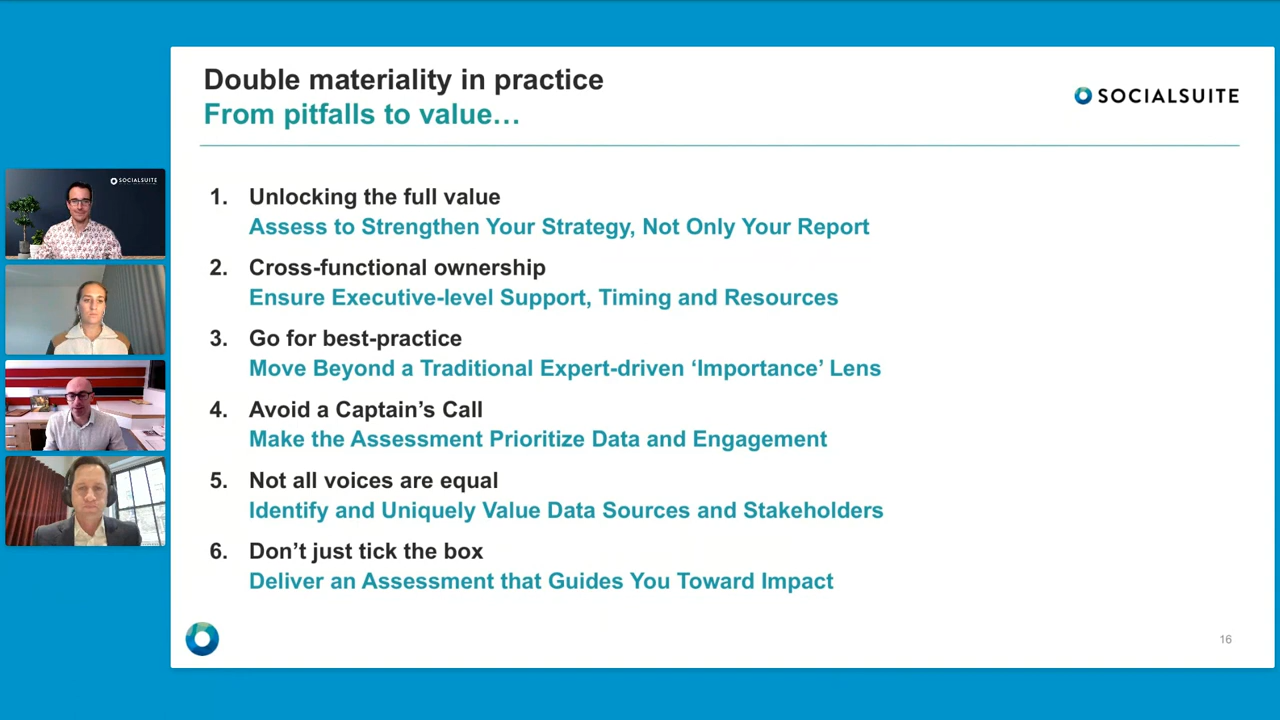 Double materiality in practice
From pitfalls to value…
SOCIALSUITE
1. Unlocking the full value
Assess to Strengthen Your Strategy, Not Only Your Report
2. Cross-functional ownership
Ensure Executive-level Support, Timing and Resources
3. Go for best-practice
Move Beyond a Traditional Expert-driven ‘Importance’ Lens
4. Avoid a Captain’s Call
Make the Assessment Prioritize Data and Engagement
5. Not all voices are equal
Identify and Uniquely Value Data Sources and Stakeholders
6. Don’t just tick the box
Deliver an Assessment that Guides You Toward Impact
16
SOCIALSUITE